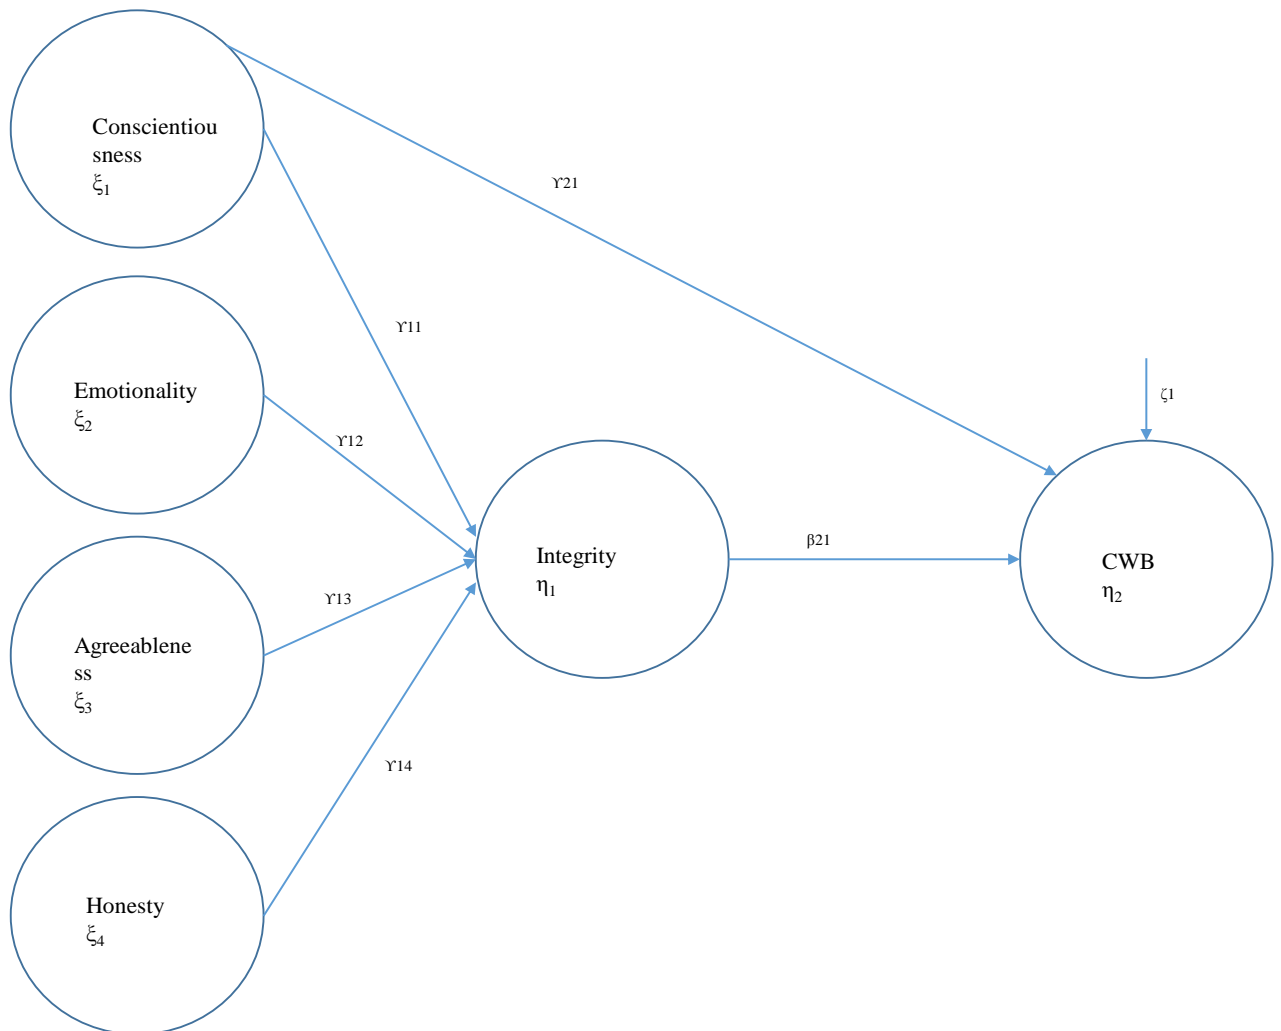 Conscientiou
sness
ξ1
ϒ21
ϒ11
Emotionality
ξ2
ϒ12
ζ1
Integrity
η1
β21
CWB
η2
ϒ13
Agreeablene
ss
ξ3
ϒ14
Honesty
ξ4